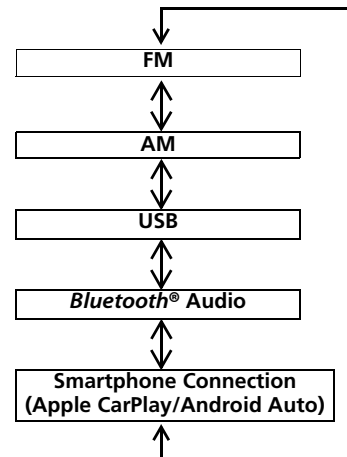 FM
AM
USB
Bluetooth® Audio
Smartphone Connection
(Apple CarPlay/Android Auto)